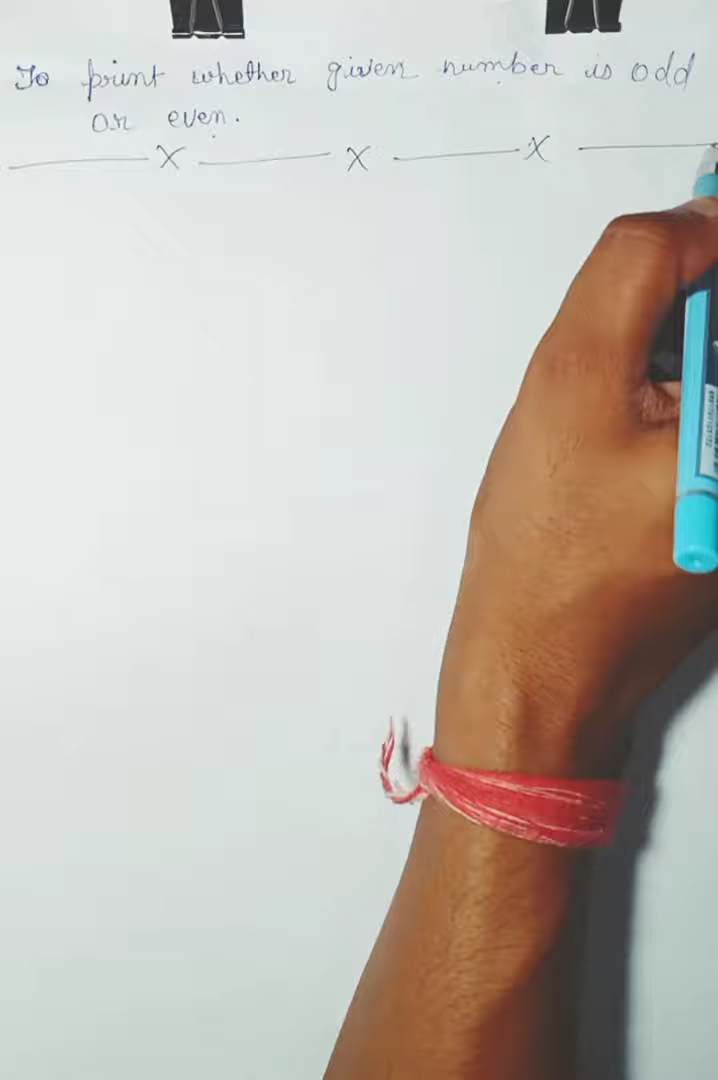 To print whether given number is odd
or even.
X X X